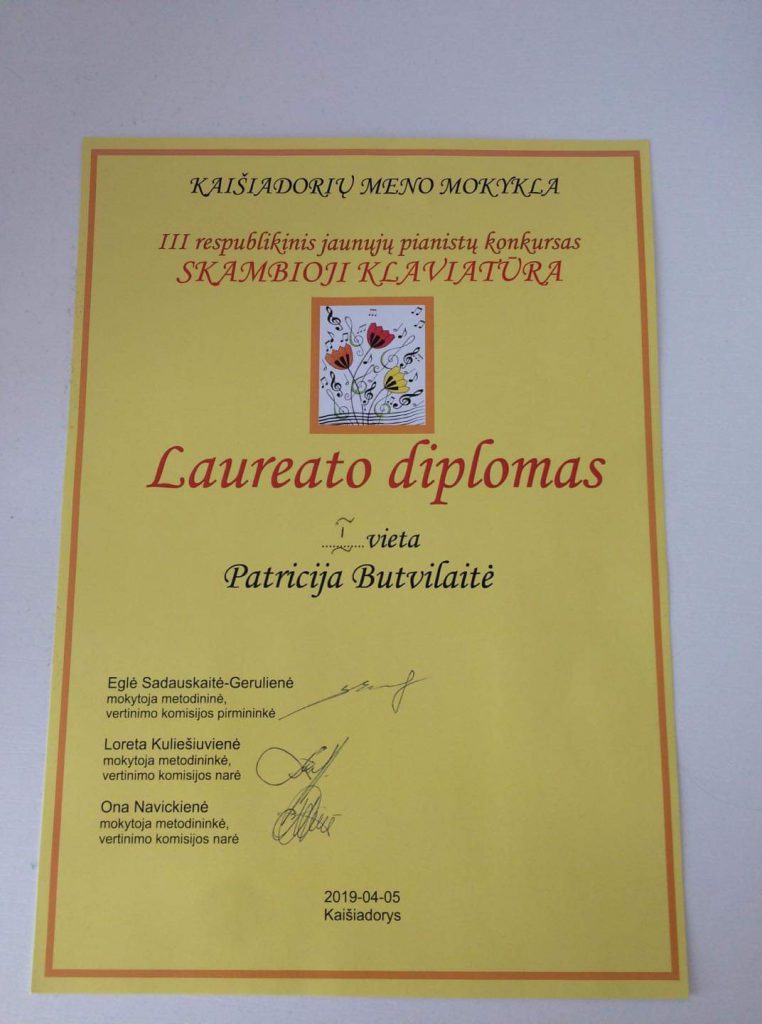 KAIŠIADORIŲ MENO MOKYKLA
III respublikinis jaunųjų pianistų konkursas
SKAMBIOJI KLAVIATŪRA
Laureato diplomas
I vieta
Patricija Butvilaitė
Eglė Sadauskaitė-Gerulienė
mokytoja metodininė,
vertinimo komisijos pirmininkė
Loreta Kuliešiuvienė
mokytoja metodininkė,
vertinimo komisijos narė
Ona Navickienė
mokytoja metodininkė,
vertinimo komisijos narė
2019-04-05
Kaišiadorys